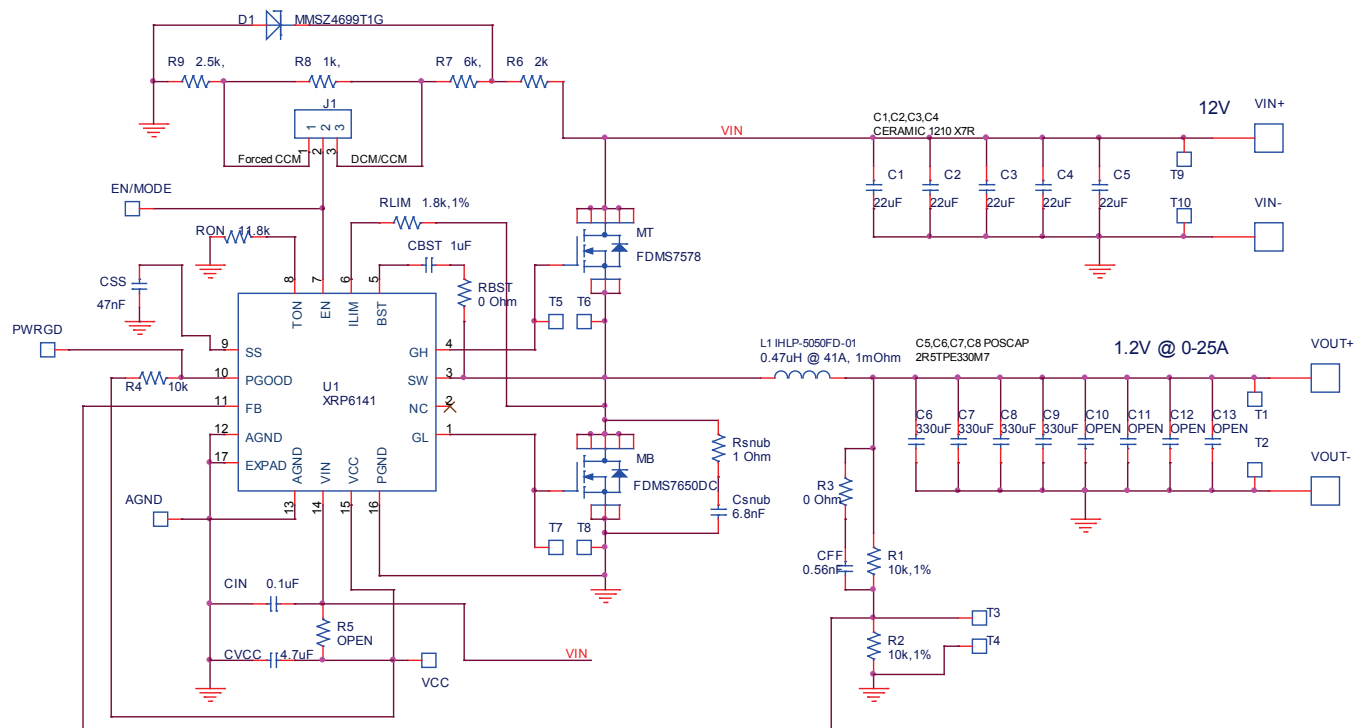 D1 MMSZ4699T1G
R9 2.5k,
R8 1k,
R7 6k,
R6 2k
J1
1 2 3
1 2 3
Forced CCM
DCM/CCM
EN/MODE
VIN
12V
VIN+
C1,C2,C3,C4
CERAMIC 1210 X7R
C1
22uF
C2
22uF
C3
22uF
C4
22uF
C5
22uF
T9
T10
VIN-
RON 11.8k
RLIM 1.8k,1%
CBST 1uF
RBST
0 Ohm
MT
FDMS7578
CSS
47nF
8 7 6 5
TON
EN
ILIM
BST
T5 T6
PWRGD
R4 10k
9 SS
10 PGOOD
11 FB
12 AGND
17 EXPAD
U1
XRP6141
GH 4
SW 3
NC 2
GL 1
AGND
VIN
VCC
PGND
13 14 15 16
AGND
L1 IHLP-5050FD-01
0.47uH @ 41A, 1mOhm
C5,C6,C7,C8 POSCAP
2R5TPE330M7
1.2V @ 0-25A
VOUT+
C6
330uF
C7
330uF
C8
330uF
C9
330uF
C10
OPEN
C11
OPEN
C12
OPEN
C13
OPEN
T1
T2
VOUT-
MB
FDMS7650DC
Rsnub
1 Ohm
Csnub
6.8nF
T7 T8
R3
0 Ohm
CFF
0.56nF
R1
10k,1%
R2
10k,1%
T3
T4
CIN 0.1uF
R5
OPEN
CVCC 4.7uF
VCC
VIN